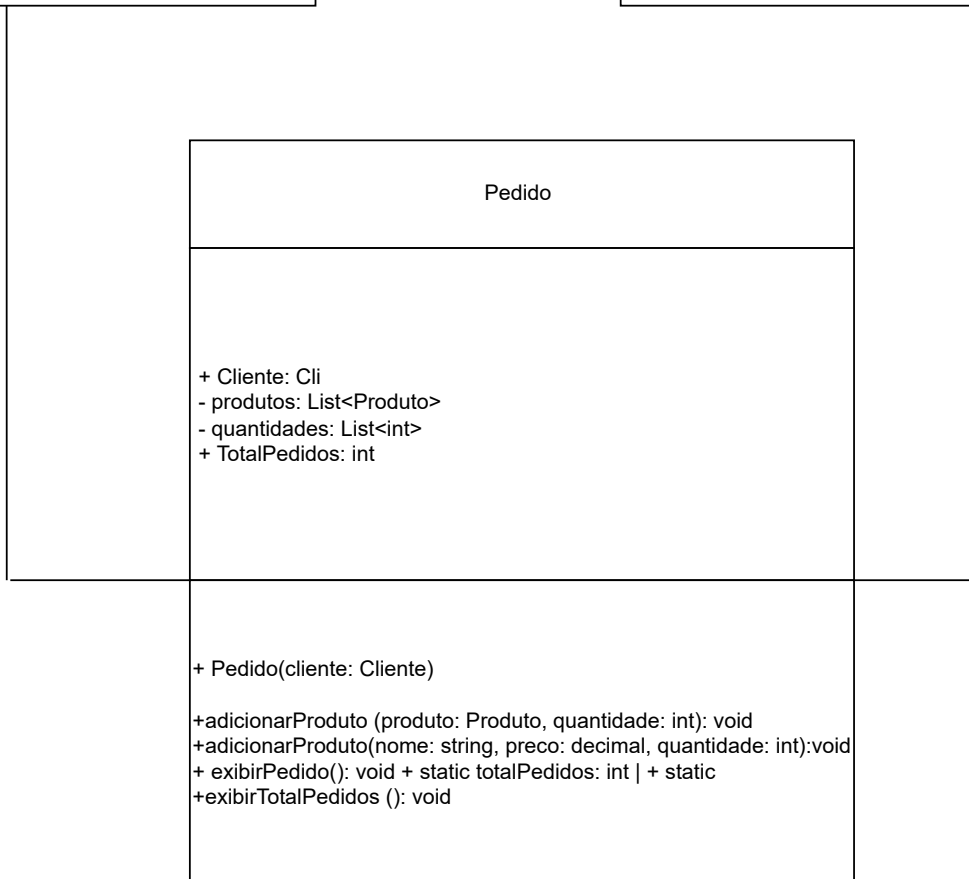 Pedido
+ Cliente: Cli
- produtos: List<Produto>
- quantidades: List<int>
+ TotalPedidos: int
+ Pedido(cliente: Cliente)
+adicionarProduto (produto: Produto, quantidade: int): void
+adicionarProduto(nome: string, preco: decimal, quantidade: int):void
+ exibirPedido(): void + static totalPedidos: int | + static
+exibirTotalPedidos (): void